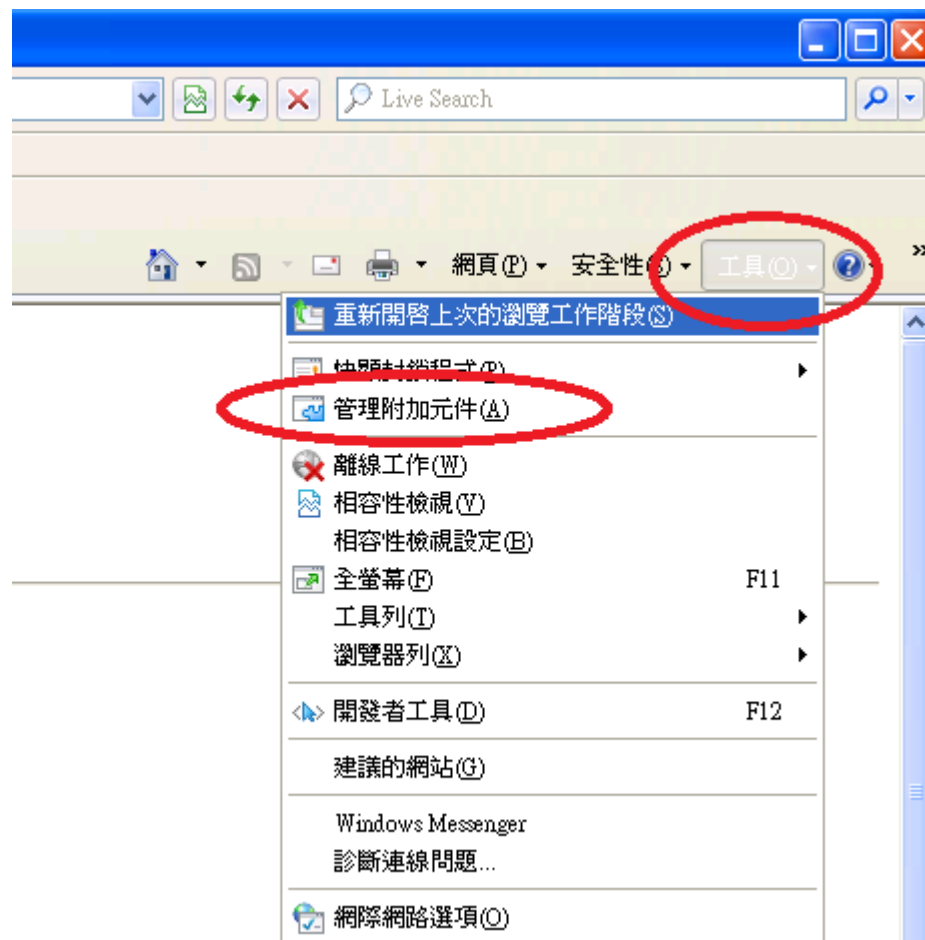 Live Search
網頁(P)
安全性(S)
工具(O)
重新開啟上次的瀏覽工作階段(S)
快顯封鎖程式(P)
管理附加元件(A)
離線工作(W)
相容性檢視(V)
相容性檢視設定(B)
全螢幕(F) F11
工具列(T)
瀏覽器列(X)
開發者工具(D) F12
建議的網站(G)
Windows Messenger
診斷連線問題...
網際網路選項(O)